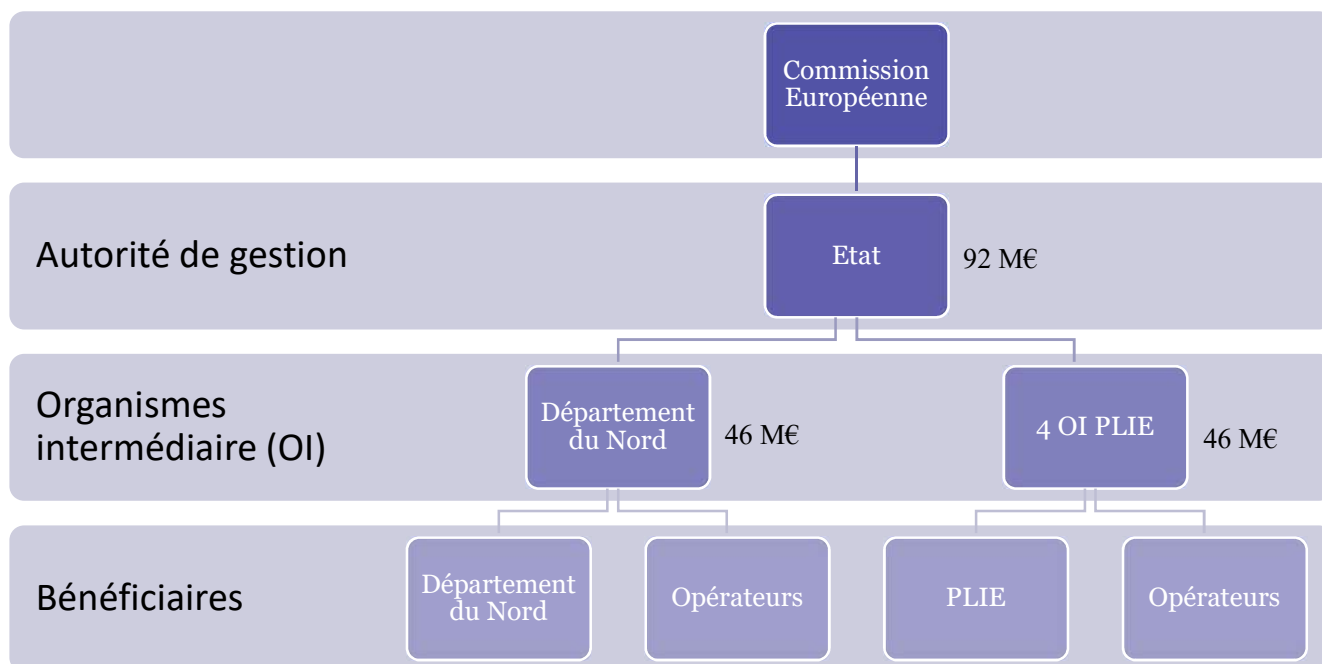 Commission
Européenne
Autorité de gestion
Etat
92 M€
Organismes
intermédiaire (OI)
Département
du Nord
46 M€
4 OI PLIE
46 M€
Bénéficiaires
Département
du Nord
Opérateurs
PLIE
Opérateurs